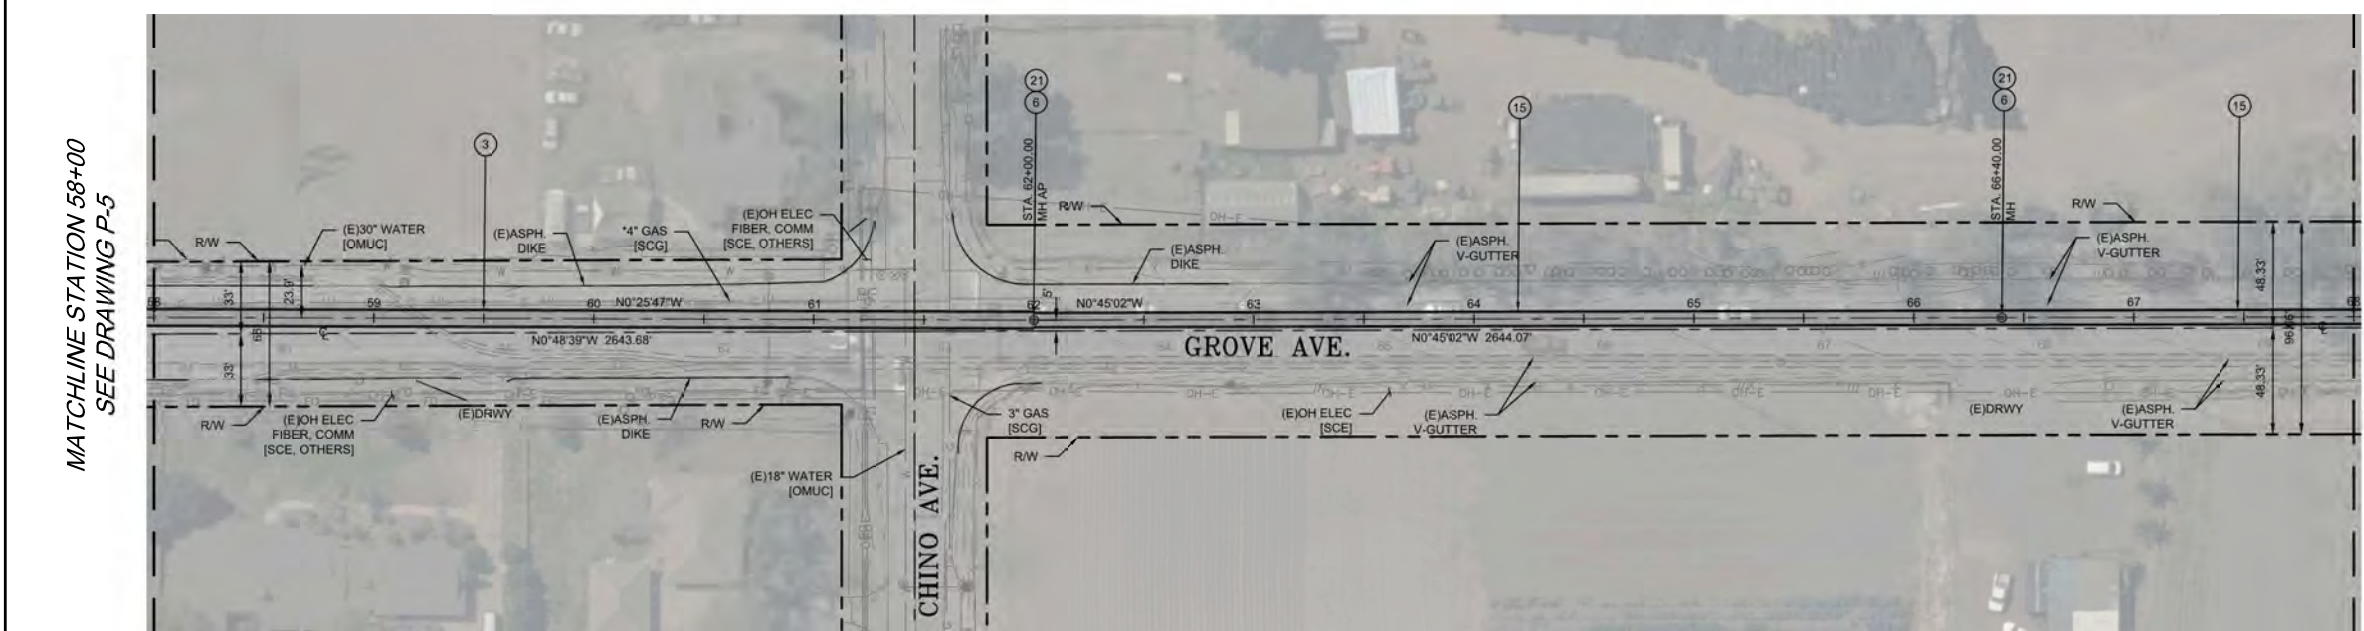 MATCHLINE STATION 58+00
SEE DRAWING P-5
R/W
(E)30" WATER
[OMUC]
3
(E)ASPH.
DIKE
*4" GAS
[SCG]
(E)OH ELEC
FIBER, COMM
[SCE, OTHERS]
21
6
STA. 62+00.00
MH AP
R/W
(E)ASPH.
DIKE
(E)ASPH.
V-GUTTER
15
21
6
STA. 66+40.00
MH
R/W
(E)ASPH.
V-GUTTER
15
58
59
60
N0°25'47"W
61
62
5'
N0°45'02"W
63
64
65
66
67
68
33'
23.9'
33'
N0°48'39"W 2643.68'
GROVE AVE.
N0°45'02"W 2644.07'
48.33'
48.33'
R/W
(E)OH ELEC
FIBER, COMM
[SCE, OTHERS]
(E)DRWY
(E)ASPH.
DIKE
R/W
(E)18" WATER
[OMUC]
CHINO AVE.
3" GAS
[SCG]
R/W
(E)OH ELEC
[SCE]
(E)ASPH.
V-GUTTER
(E)DRWY
(E)ASPH.
V-GUTTER